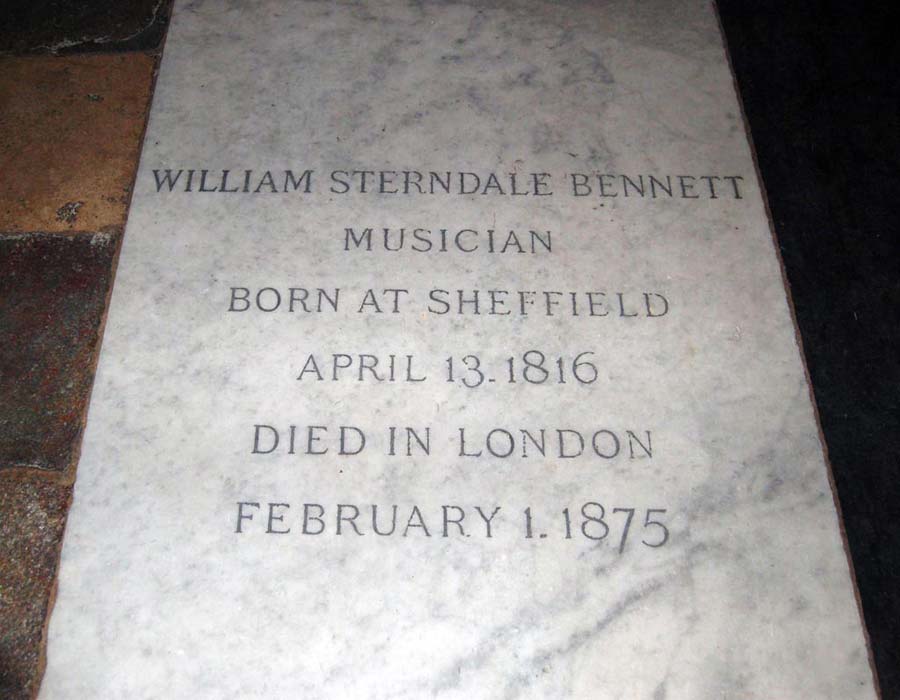 WILLIAM STERNDALE BENNETT
MUSICIAN
BORN AT SHEFFIELD
APRIL 13.1816
DIED IN LONDON
FEBRUARY 1.1875